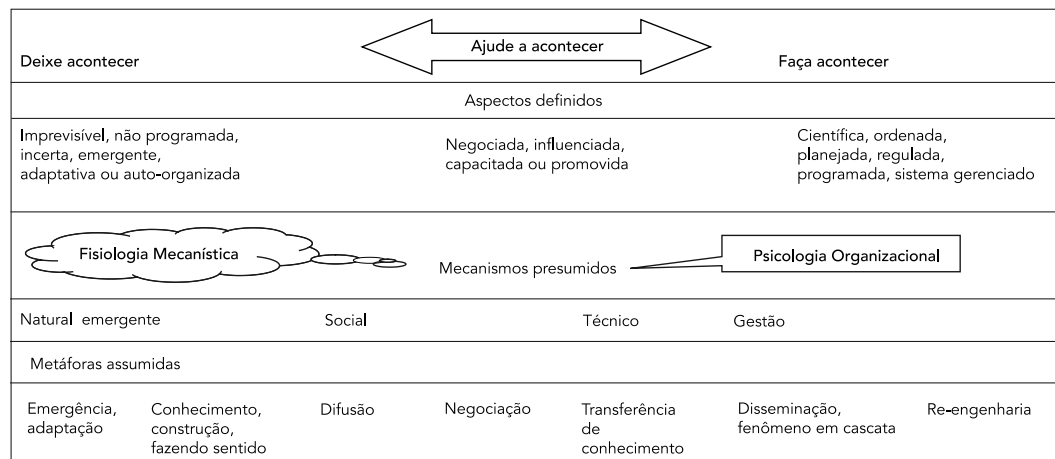 Deixe acontecer
Ajude a acontecer
Faça acontecer
Aspectos definidos
Imprevisível, não programada,
incerta, emergente,
adaptativa ou auto-organizada
Negociada, influenciada,
capacitada ou promovida
Científica, ordenada,
planejada, regulada,
programada, sistema gerenciado
Fisiologia Mecanística
Mecanismos presumidos
Psicologia Organizacional
Natural emergente
Social
Técnico
Gestão
Metáforas assumidas
Emergência,
adaptação
Conhecimento,
construção,
fazendo sentido
Difusão
Negociação
Transferência
de
conhecimento
Disseminação,
fenômeno em cascata
Re-engenharia